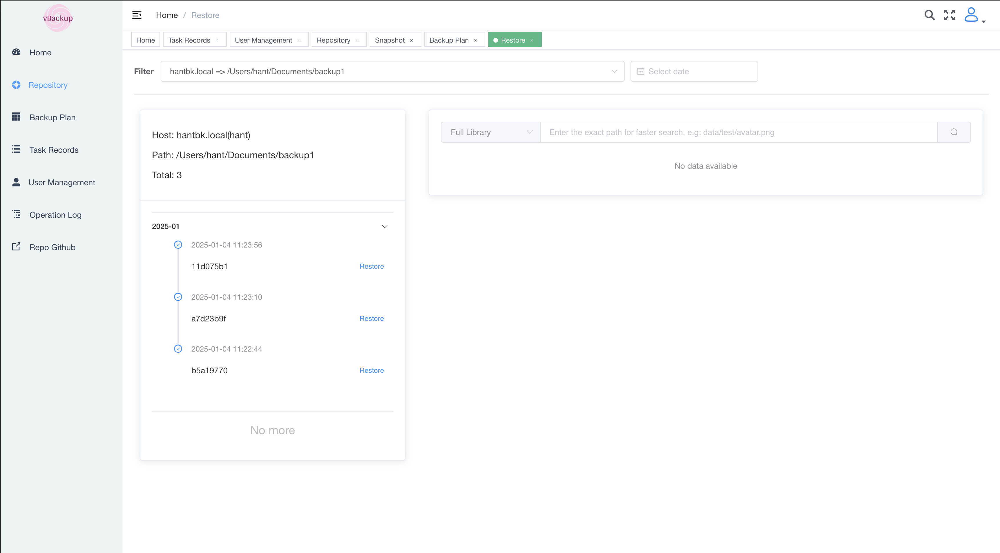 vBackup
Home
Repository
Backup Plan
Task Records
User Management
Operation Log
Repo Github
Home / Restore
Home Task Records × User Management × Repository × Snapshot × Backup Plan × Restore ×
Filter hantbk.local => /Users/hant/Documents/backup1 Select date
Host: hantbk.local(hant)
Path: /Users/hant/Documents/backup1
Total: 3
2025-01
2025-01-04 11:23:56
11d075b1 Restore
2025-01-04 11:23:10
a7d23b9f Restore
2025-01-04 11:22:44
b5a19770 Restore
No more
Full Library Enter the exact path for faster search, e.g: data/test/avatar.png
No data available